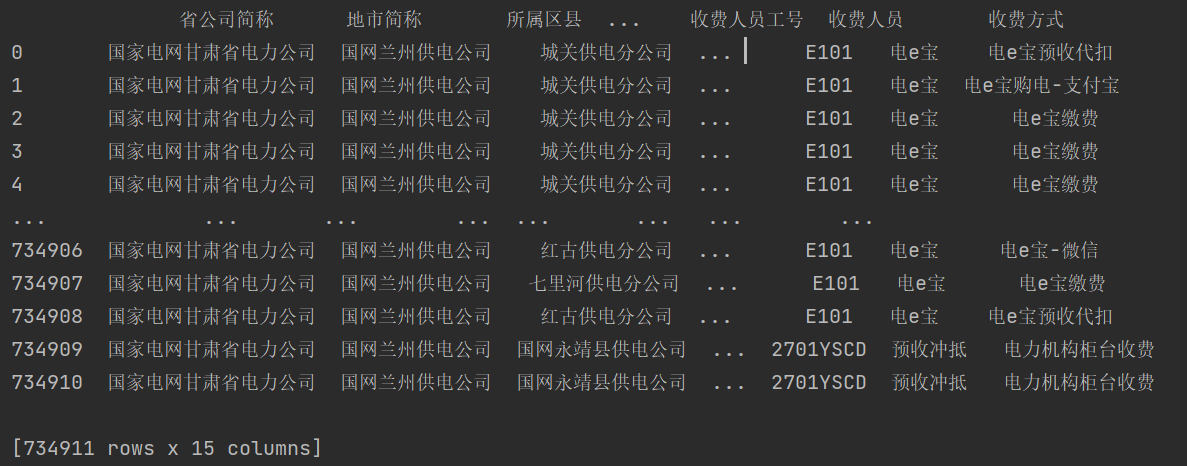 省公司简称 地市简称 所属区县 ... 收费人员工号 收费人员 收费方式
0 国家电网甘肃省电力公司 国网兰州供电公司 城关供电分公司 ... E101 电e宝 电e宝预收代扣
1 国家电网甘肃省电力公司 国网兰州供电公司 城关供电分公司 ... E101 电e宝 电e宝购电-支付宝
2 国家电网甘肃省电力公司 国网兰州供电公司 城关供电分公司 ... E101 电e宝 电e宝缴费
3 国家电网甘肃省电力公司 国网兰州供电公司 城关供电分公司 ... E101 电e宝 电e宝缴费
4 国家电网甘肃省电力公司 国网兰州供电公司 城关供电分公司 ... E101 电e宝 电e宝缴费
... ... ... ... ... ... ... ...
734906 国家电网甘肃省电力公司 国网兰州供电公司 红古供电分公司 ... E101 电e宝 电e宝-微信
734907 国家电网甘肃省电力公司 国网兰州供电公司 七里河供电分公司 ... E101 电e宝 电e宝缴费
734908 国家电网甘肃省电力公司 国网兰州供电公司 红古供电分公司 ... E101 电e宝 电e宝预收代扣
734909 国家电网甘肃省电力公司 国网兰州供电公司 国网永靖县供电公司 ... 2701YSCD 预收冲抵 电力机构柜台收费
734910 国家电网甘肃省电力公司 国网兰州供电公司 国网永靖县供电公司 ... 2701YSCD 预收冲抵 电力机构柜台收费
[734911 rows x 15 columns]